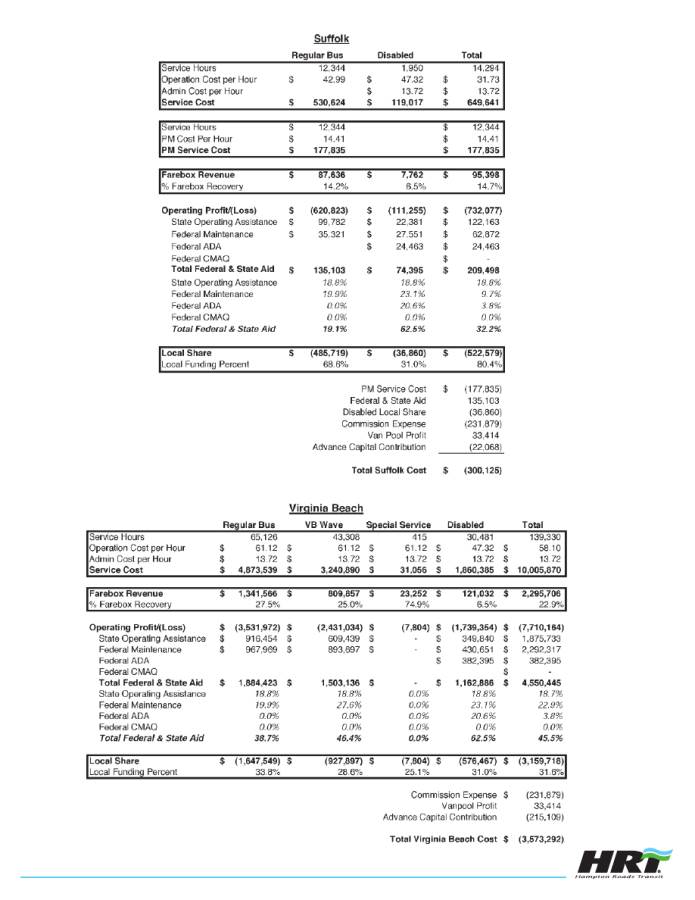 Suffolk
Regular Bus Disabled Total
Service Hours 12,344 1,950 14,294
Operation Cost per Hour $ 42.99 $ 47.32 $ 31.73
Admin Cost per Hour $ 13.72 $ 13.72
Service Cost $ 530,624 $ 119,017 $ 649,641
Service Hours $ 12,344 $ 12,344
PM Cost Per Hour $ 14.41 $ 14.41
PM Service Cost $ 177,835 $ 177,835
Farebox Revenue $ 87,636 $ 7,762 $ 95,398
% Farebox Recovery 14.2% 6.5% 14.7%
Operating Profit/(Loss) $ (620,823) $ (111,255) $ (732,077)
State Operating Assistance $ 99,782 $ 22,381 $ 122,163
Federal Maintenance $ 35,321 $ 27,551 $ 62,872
Federal ADA $ 24,463 $ 24,463
Federal CMAQ $ -
Total Federal & State Aid $ 135,103 $ 74,395 $ 209,498
State Operating Assistance 18.8% 18.8% 18.8%
Federal Maintenance 19.9% 23.1% 9.7%
Federal ADA 0.0% 20.6% 3.8%
Federal CMAQ 0.0% 0.0% 0.0%
Total Federal & State Aid 19.1% 62.5% 32.2%
Local Share $ (485,719) $ (36,860) $ (522,579)
Local Funding Percent 68.6% 31.0% 80.4%
PM Service Cost $ (177,835)
Federal & State Aid 135,103
Disabled Local Share (36,860)
Commission Expense (231,879)
Van Pool Profit 33,414
Advance Capital Contribution (22,068)
Total Suffolk Cost $ (300,125)
Virginia Beach
Regular Bus VB Wave Special Service Disabled Total
Service Hours 65,126 43,308 415 30,481 139,330
Operation Cost per Hour $ 61.12 $ 61.12 $ 61.12 $ 47.32 $ 58.10
Admin Cost per Hour $ 13.72 $ 13.72 $ 13.72 $ 13.72 $ 13.72
Service Cost $ 4,873,539 $ 3,240,890 $ 31,056 $ 1,860,385 $ 10,005,870
Farebox Revenue $ 1,341,566 $ 809,857 $ 23,252 $ 121,032 $ 2,295,706
% Farebox Recovery 27.5% 25.0% 74.9% 6.5% 22.9%
Operating Profit/(Loss) $ (3,531,972) $ (2,431,034) $ (7,804) $ (1,739,354) $ (7,710,164)
State Operating Assistance $ 916,454 $ 609,439 $ - $ 349,840 $ 1,875,733
Federal Maintenance $ 967,969 $ 893,697 $ - $ 430,651 $ 2,292,317
Federal ADA $ 382,395 $ 382,395
Federal CMAQ $ -
Total Federal & State Aid $ 1,884,423 $ 1,503,136 $ - $ 1,162,886 $ 4,550,445
State Operating Assistance 18.8% 18.8% 0.0% 18.8% 18.7%
Federal Maintenance 19.9% 27.6% 0.0% 23.1% 22.9%
Federal ADA 0.0% 0.0% 0.0% 20.6% 3.8%
Federal CMAQ 0.0% 0.0% 0.0% 0.0% 0.0%
Total Federal & State Aid 38.7% 46.4% 0.0% 62.5% 45.5%
Local Share $ (1,647,549) $ (927,897) $ (7,804) $ (576,467) $ (3,159,718)
Local Funding Percent 33.8% 28.6% 25.1% 31.0% 31.6%
Commission Expense $ (231,879)
Vanpool Profit 33,414
Advance Capital Contribution (215,109)
Total Virginia Beach Cost $ (3,573,292)
HRT
Hampton Roads Transit